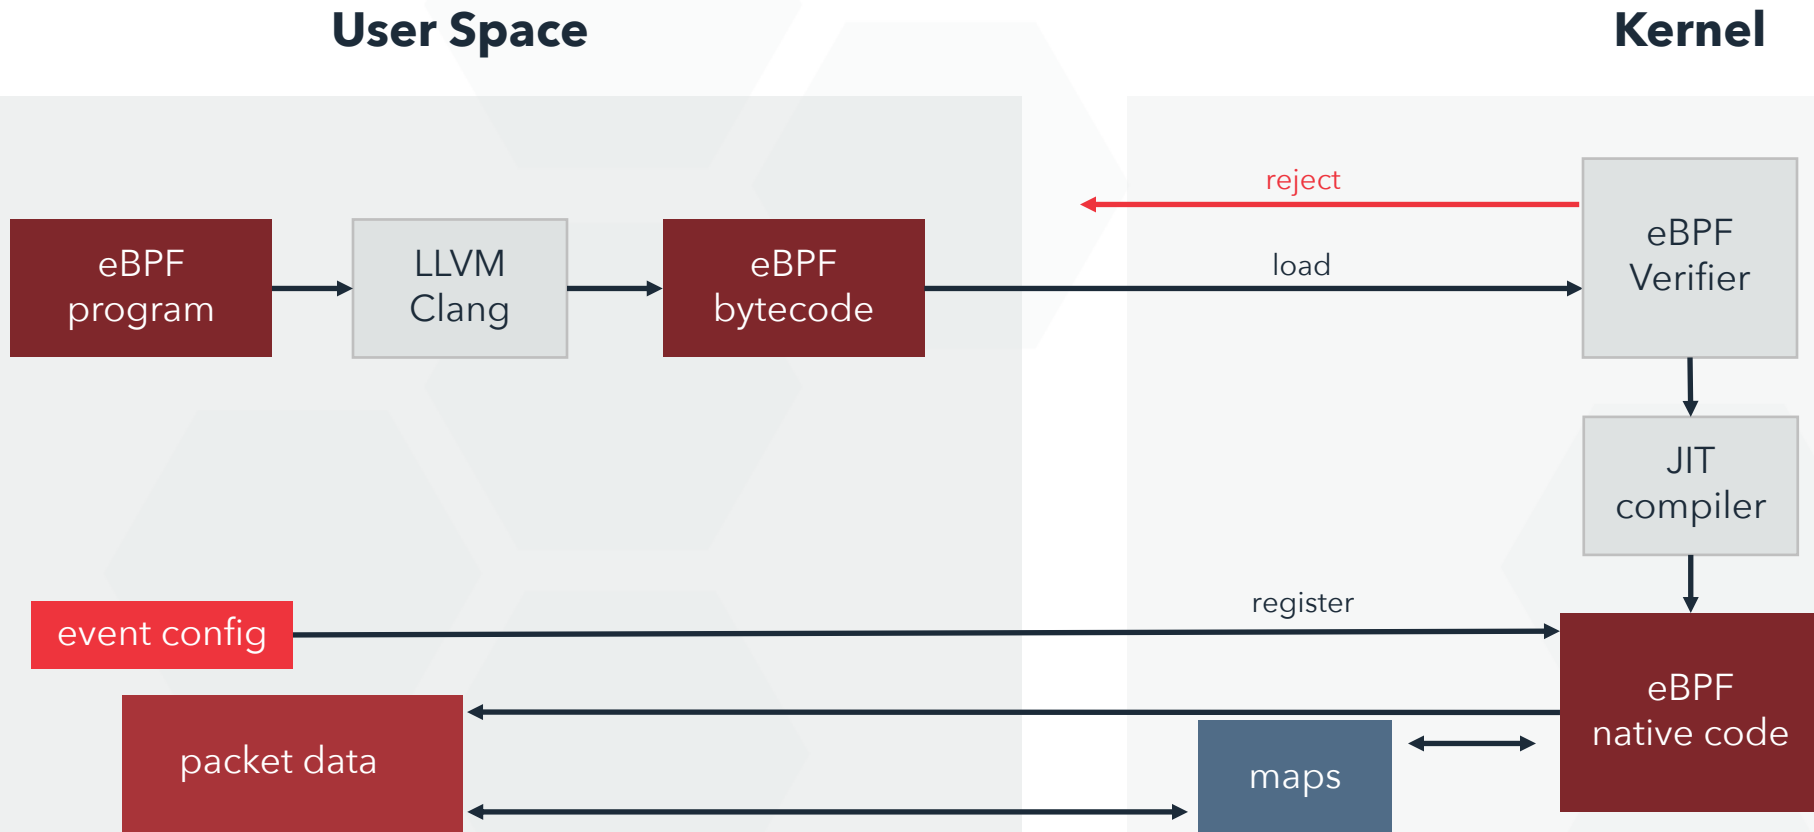 User Space
Kernel
reject
eBPF
program
LLVM
Clang
eBPF
bytecode
load
eBPF
Verifier
JIT
compiler
register
event config
eBPF
native code
packet data
maps